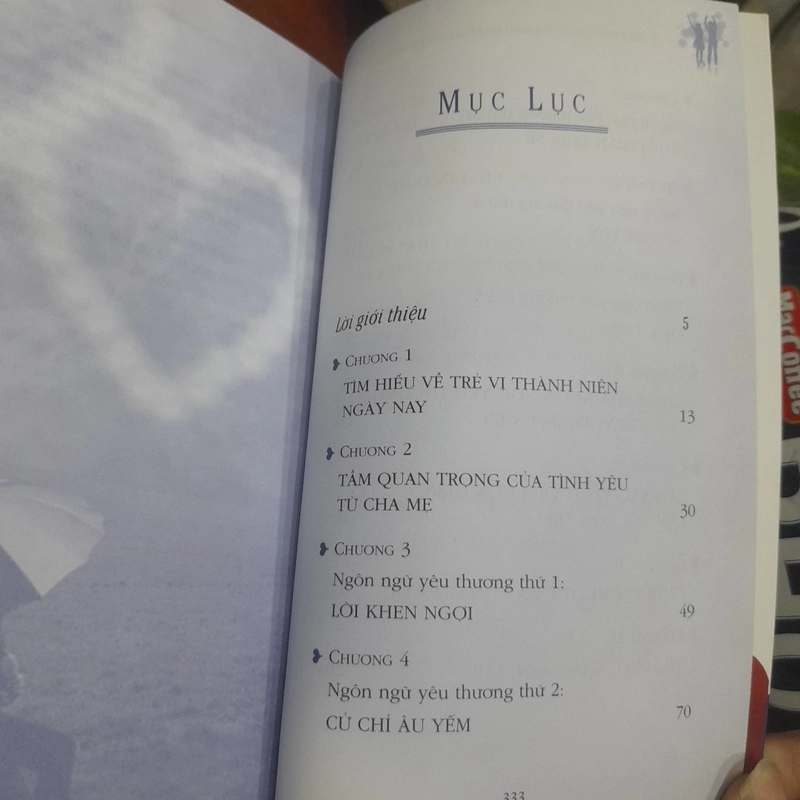 MỤC LỤC
Lời giới thiệu 5
❥ CHƯƠNG 1
TÌM HIỂU VỀ TRẺ VỊ THÀNH NIÊN
NGÀY NAY 13
❥ CHƯƠNG 2
TẦM QUAN TRỌNG CỦA TÌNH YÊU
TỪ CHA MẸ 30
❥ CHƯƠNG 3
Ngôn ngữ yêu thương thứ 1:
LỜI KHEN NGỢI 49
❥ CHƯƠNG 4
Ngôn ngữ yêu thương thứ 2:
CỬ CHỈ ÂU YẾM 70
333
MacCoffee